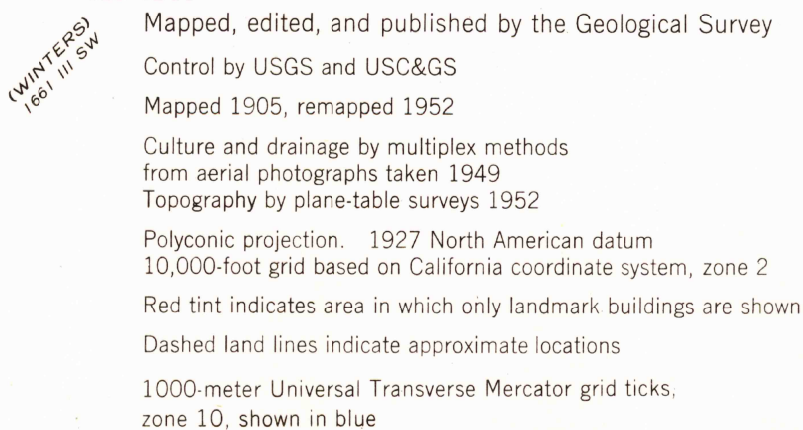 (WINTERS)
1661 III SW
Mapped, edited, and published by the Geological Survey
Control by USGS and USC&GS
Mapped 1905, remapped 1952
Culture and drainage by multiplex methods
from aerial photographs taken 1949
Topography by plane-table surveys 1952
Polyconic projection. 1927 North American datum
10,000-foot grid based on California coordinate system, zone 2
Red tint indicates area in which only landmark buildings are shown
Dashed land lines indicate approximate locations
1000-meter Universal Transverse Mercator grid ticks,
zone 10, shown in blue